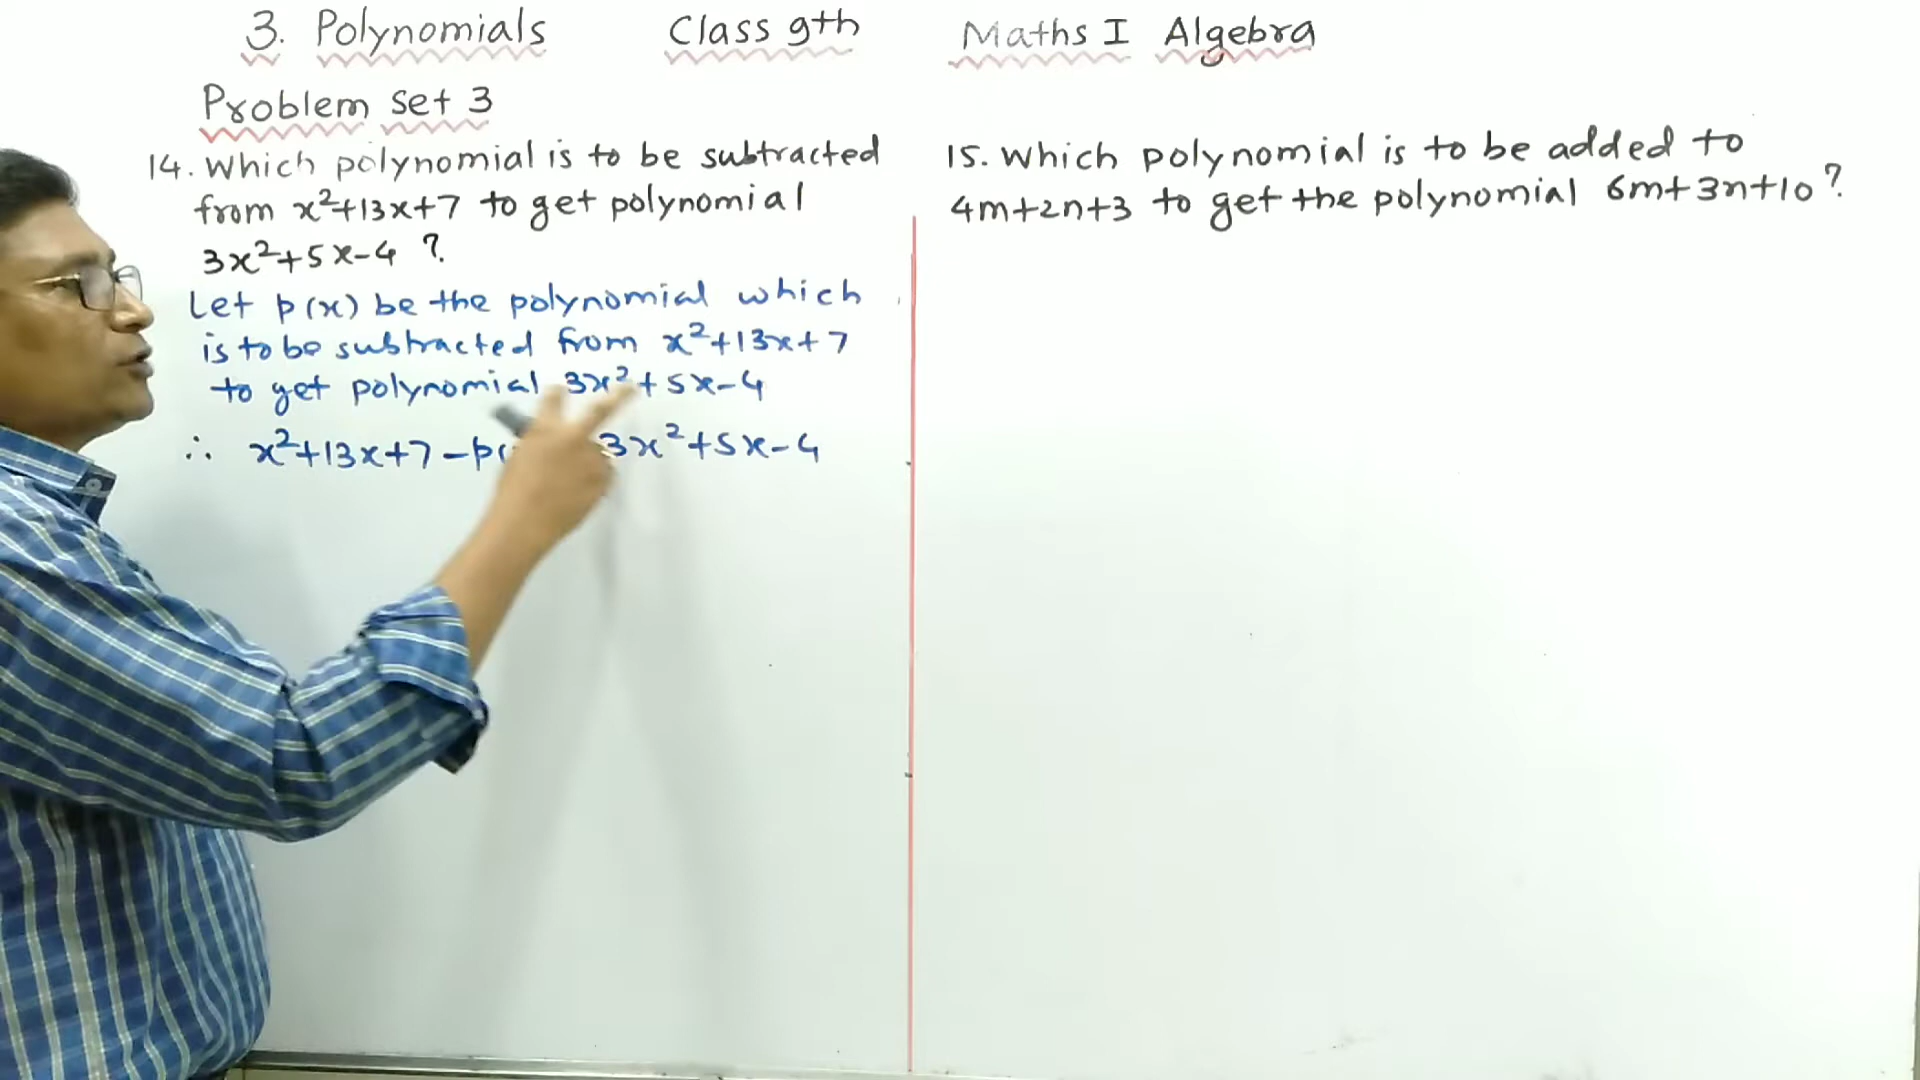 3. Polynomials Class 9th Maths I Algebra
Problem set 3
14. Which polynomial is to be subtracted
from x²+13x+7 to get polynomial
3x²+5x-4 ?
Let p(x) be the polynomial which
is to be subtracted from x²+13x+7
to get polynomial 3x²+5x-4
∴ x²+13x+7-p( 3x²+5x-4
15. Which polynomial is to be added to
4m+2n+3 to get the polynomial 6m+3n+10?